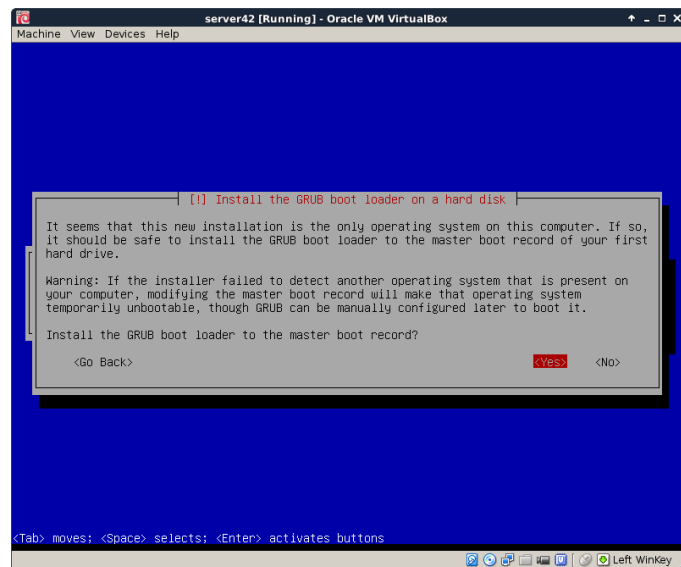 server42 [Running] - Oracle VM VirtualBox
Machine View Devices Help
[!] Install the GRUB boot loader on a hard disk
It seems that this new installation is the only operating system on this computer. If so,
it should be safe to install the GRUB boot loader to the master boot record of your first
hard drive.
Warning: If the installer failed to detect another operating system that is present on
your computer, modifying the master boot record will make that operating system
temporarily unbootable, though GRUB can be manually configured later to boot it.
Install the GRUB boot loader to the master boot record?
<Go Back> <Yes> <No>
<Tab> moves; <Space> selects; <Enter> activates buttons
Left WinKey